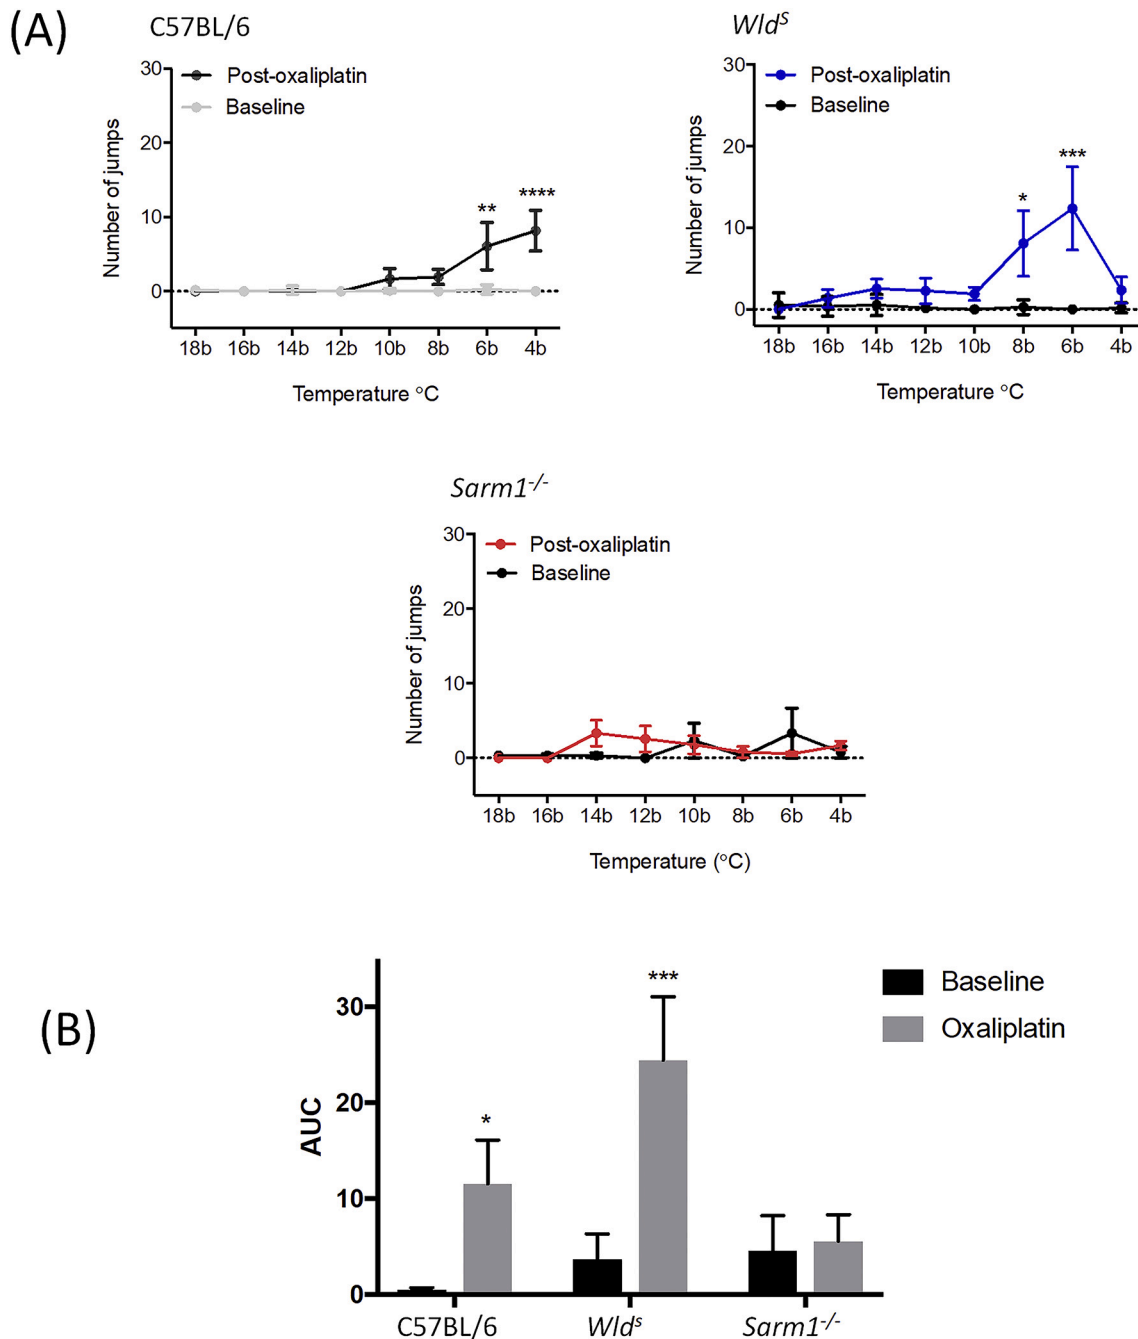 (A)
C57BL/6
Post-oxaliplatin
Baseline
Number of jumps
30
20
10
0
**
****
18b 16b 14b 12b 10b 8b 6b 4b
Temperature °C
Wldˢ
Post-oxaliplatin
Baseline
Number of jumps
30
20
10
0
*
***
18b 16b 14b 12b 10b 8b 6b 4b
Temperature °C
Sarm1⁻/⁻
Post-oxaliplatin
Baseline
Number of jumps
30
20
10
0
18b 16b 14b 12b 10b 8b 6b 4b
Temperature (°C)
(B)
AUC
30
20
10
0
*
***
Baseline
Oxaliplatin
C57BL/6 Wldˢ Sarm1⁻/⁻